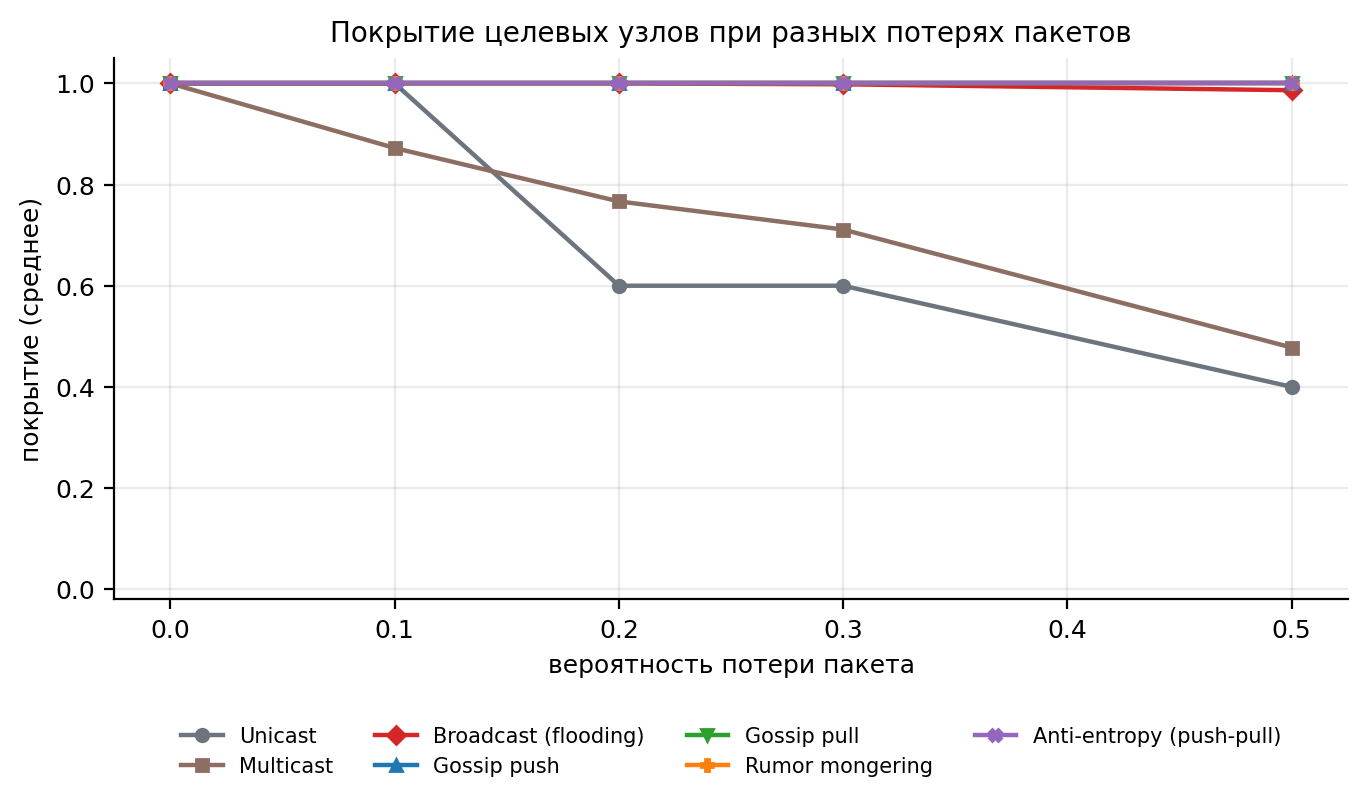 Покрытие целевых узлов при разных потерях пакетов
покрытие (среднее)
1.0
0.8
0.6
0.4
0.2
0.0
0.0 0.1 0.2 0.3 0.4 0.5
вероятность потери пакета
Unicast Broadcast (flooding) Gossip pull Anti-entropy (push-pull)
Multicast Gossip push Rumor mongering